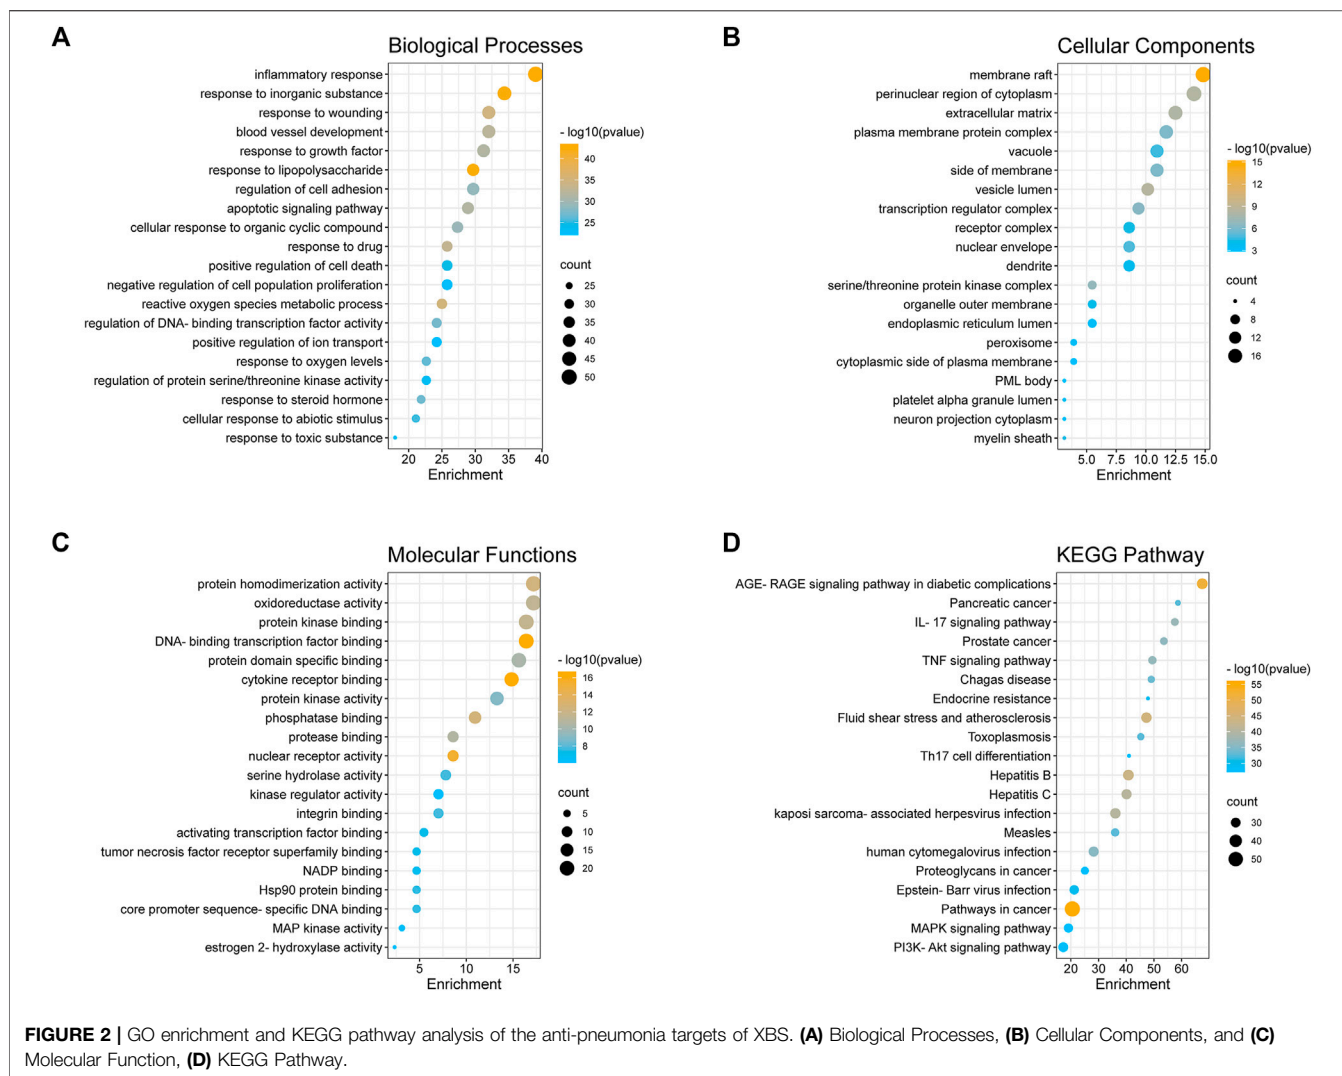 A
Biological Processes
inflammatory response
response to inorganic substance
response to wounding
blood vessel development
response to growth factor
response to lipopolysaccharide
regulation of cell adhesion
apoptotic signaling pathway
cellular response to organic cyclic compound
response to drug
positive regulation of cell death
negative regulation of cell population proliferation
reactive oxygen species metabolic process
regulation of DNA- binding transcription factor activity
positive regulation of ion transport
response to oxygen levels
regulation of protein serine/threonine kinase activity
response to steroid hormone
cellular response to abiotic stimulus
response to toxic substance
20 25 30 35 40
Enrichment
- log10(pvalue)
40
35
30
25
count
25
30
35
40
45
50
B
Cellular Components
membrane raft
perinuclear region of cytoplasm
extracellular matrix
plasma membrane protein complex
vacuole
side of membrane
vesicle lumen
transcription regulator complex
receptor complex
nuclear envelope
dendrite
serine/threonine protein kinase complex
organelle outer membrane
endoplasmic reticulum lumen
peroxisome
cytoplasmic side of plasma membrane
PML body
platelet alpha granule lumen
neuron projection cytoplasm
myelin sheath
5.0 7.5 10.0 12.5 15.0
Enrichment
- log10(pvalue)
15
12
9
6
3
count
4
8
12
16
C
Molecular Functions
protein homodimerization activity
oxidoreductase activity
protein kinase binding
DNA- binding transcription factor binding
protein domain specific binding
cytokine receptor binding
protein kinase activity
phosphatase binding
protease binding
nuclear receptor activity
serine hydrolase activity
kinase regulator activity
integrin binding
activating transcription factor binding
tumor necrosis factor receptor superfamily binding
NADP binding
Hsp90 protein binding
core promoter sequence- specific DNA binding
MAP kinase activity
estrogen 2- hydroxylase activity
5 10 15
Enrichment
- log10(pvalue)
16
14
12
10
8
count
5
10
15
20
D
KEGG Pathway
AGE- RAGE signaling pathway in diabetic complications
Pancreatic cancer
IL- 17 signaling pathway
Prostate cancer
TNF signaling pathway
Chagas disease
Endocrine resistance
Fluid shear stress and atherosclerosis
Toxoplasmosis
Th17 cell differentiation
Hepatitis B
Hepatitis C
kaposi sarcoma- associated herpesvirus infection
Measles
human cytomegalovirus infection
Proteoglycans in cancer
Epstein- Barr virus infection
Pathways in cancer
MAPK signaling pathway
PI3K- Akt signaling pathway
20 30 40 50 60
Enrichment
- log10(pvalue)
55
50
45
40
35
30
count
30
40
50
FIGURE 2 | GO enrichment and KEGG pathway analysis of the anti-pneumonia targets of XBS. (A) Biological Processes, (B) Cellular Components, and (C)
Molecular Function, (D) KEGG Pathway.